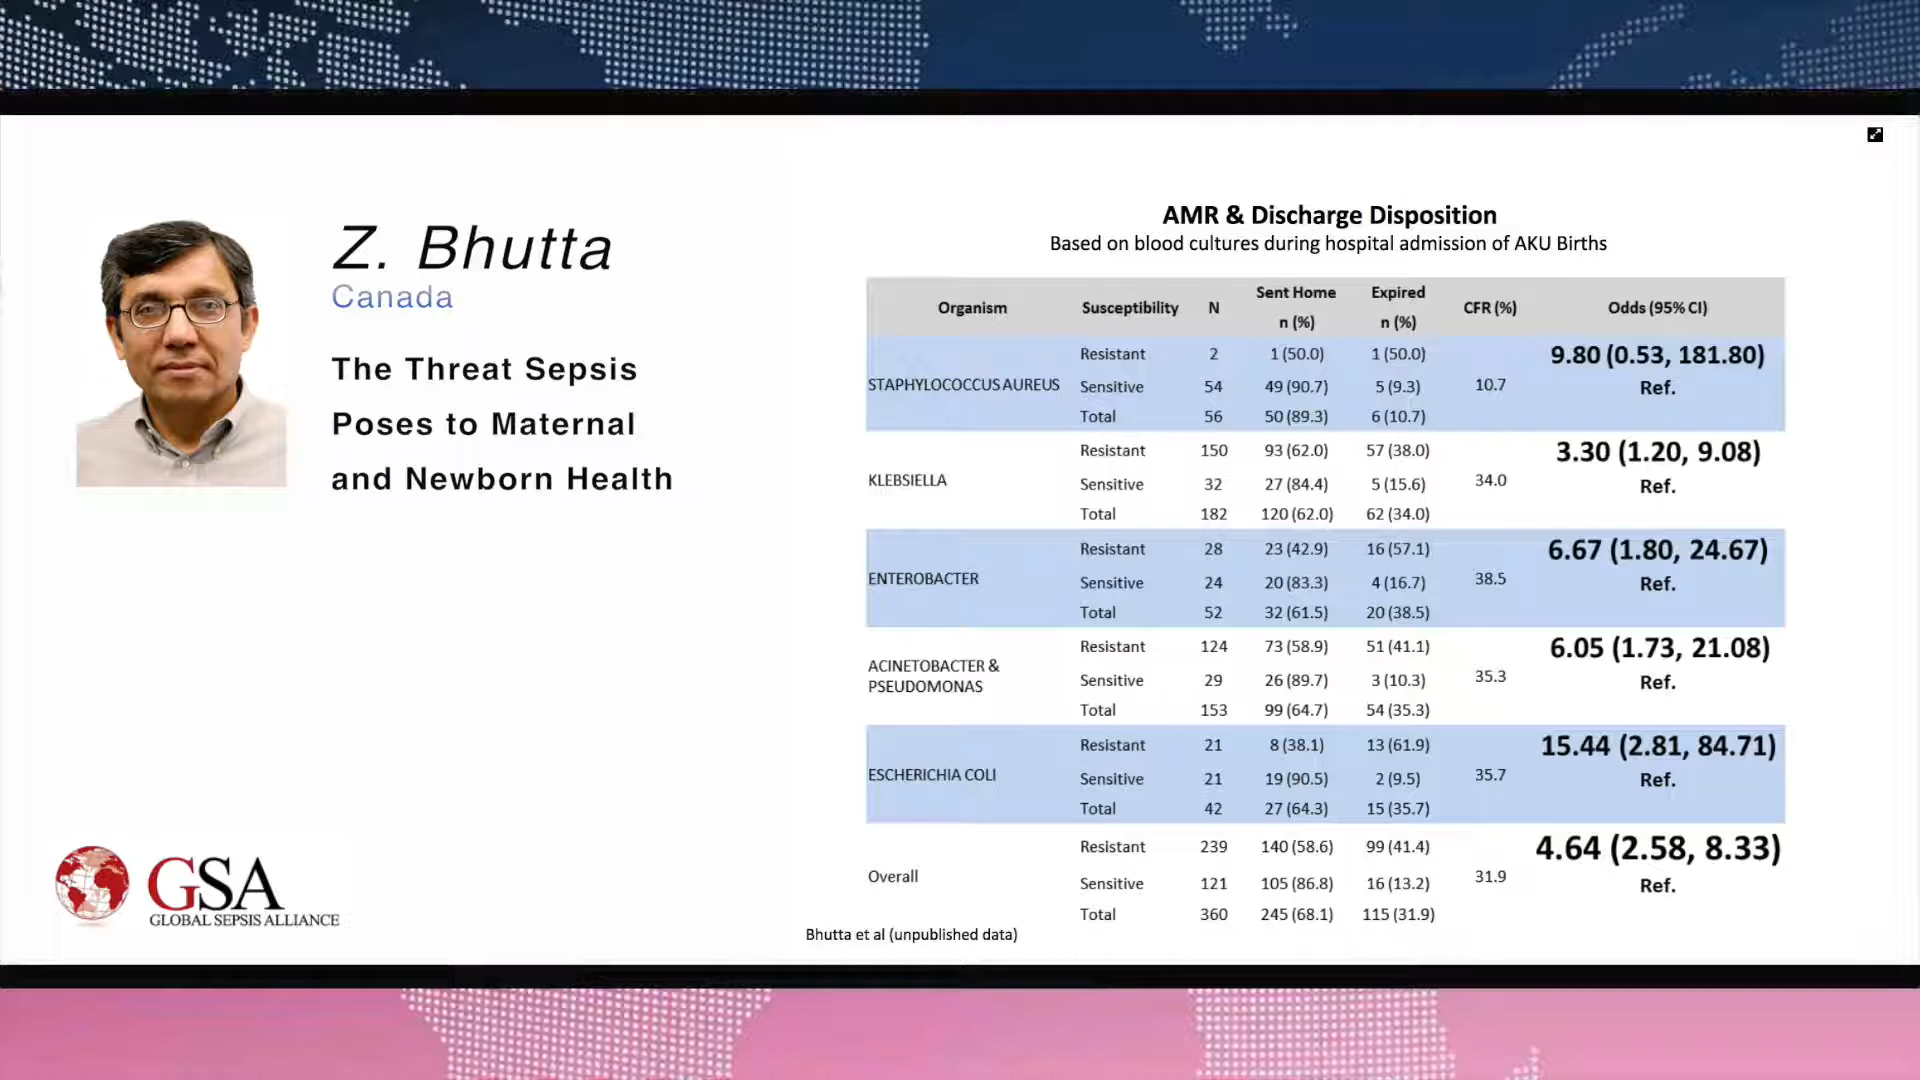 Z. Bhutta
Canada
The Threat Sepsis
Poses to Maternal
and Newborn Health
GSA
GLOBAL SEPSIS ALLIANCE
AMR & Discharge Disposition
Based on blood cultures during hospital admission of AKU Births
Organism Susceptibility N Sent Home n (%) Expired n (%) CFR (%) Odds (95% CI)
STAPHYLOCOCCUS AUREUS Resistant 2 1 (50.0) 1 (50.0) 10.7 9.80 (0.53, 181.80)
Sensitive 54 49 (90.7) 5 (9.3) Ref.
Total 56 50 (89.3) 6 (10.7)
KLEBSIELLA Resistant 150 93 (62.0) 57 (38.0) 34.0 3.30 (1.20, 9.08)
Sensitive 32 27 (84.4) 5 (15.6) Ref.
Total 182 120 (62.0) 62 (34.0)
ENTEROBACTER Resistant 28 23 (42.9) 16 (57.1) 38.5 6.67 (1.80, 24.67)
Sensitive 24 20 (83.3) 4 (16.7) Ref.
Total 52 32 (61.5) 20 (38.5)
ACINETOBACTER & PSEUDOMONAS Resistant 124 73 (58.9) 51 (41.1) 35.3 6.05 (1.73, 21.08)
Sensitive 29 26 (89.7) 3 (10.3) Ref.
Total 153 99 (64.7) 54 (35.3)
ESCHERICHIA COLI Resistant 21 8 (38.1) 13 (61.9) 35.7 15.44 (2.81, 84.71)
Sensitive 21 19 (90.5) 2 (9.5) Ref.
Total 42 27 (64.3) 15 (35.7)
Overall Resistant 239 140 (58.6) 99 (41.4) 31.9 4.64 (2.58, 8.33)
Sensitive 121 105 (86.8) 16 (13.2) Ref.
Total 360 245 (68.1) 115 (31.9)
Bhutta et al (unpublished data)